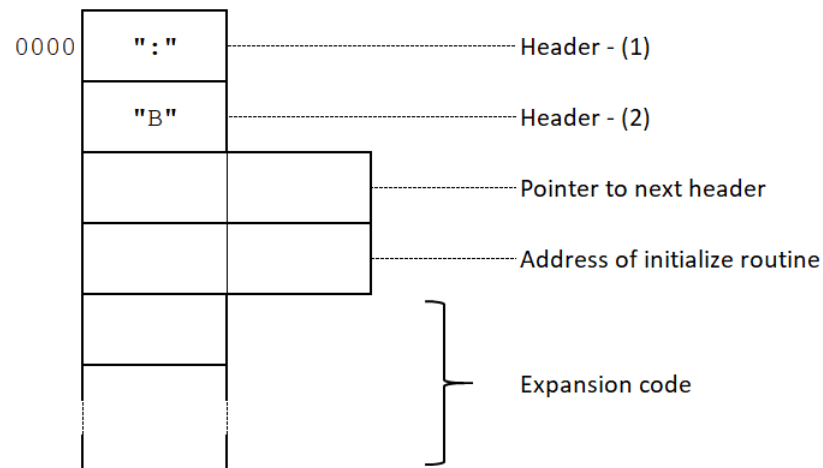 0000 ":" Header - (1)
"B" Header - (2)
Pointer to next header
Address of initialize routine
Expansion code